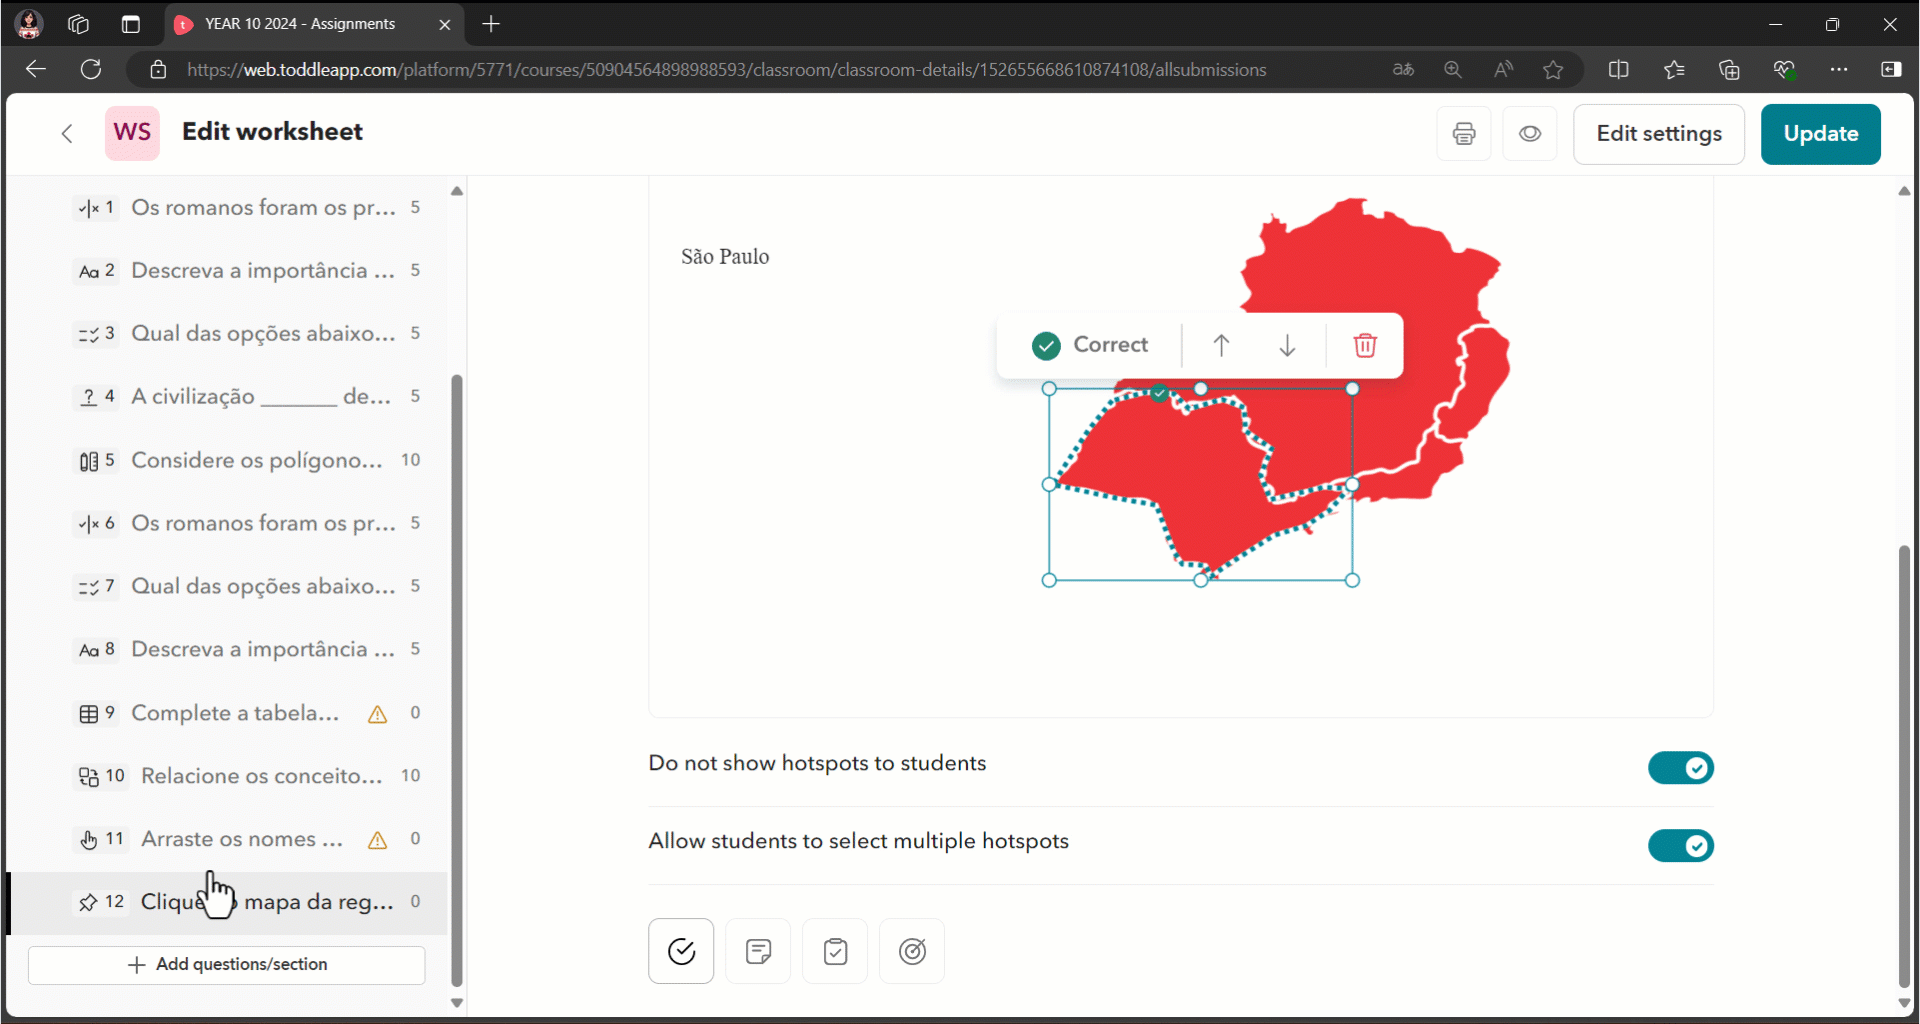 YEAR 10 2024 - Assignments
https://web.toddleapp.com/platform/5771/courses/50904564898988593/classroom/classroom-details/152655668610874108/allsubmissions
WS Edit worksheet
Edit settings
Update
1 Os romanos foram os pr... 5
Aa 2 Descreva a importância ... 5
3 Qual das opções abaixo... 5
? 4 A civilização _______ de... 5
5 Considere os polígono... 10
6 Os romanos foram os pr... 5
7 Qual das opções abaixo... 5
Aa 8 Descreva a importância ... 5
9 Complete a tabela... 0
10 Relacione os conceito... 10
11 Arraste os nomes ... 0
12 Clique mapa da reg... 0
+ Add questions/section
São Paulo
Correct
Do not show hotspots to students
Allow students to select multiple hotspots